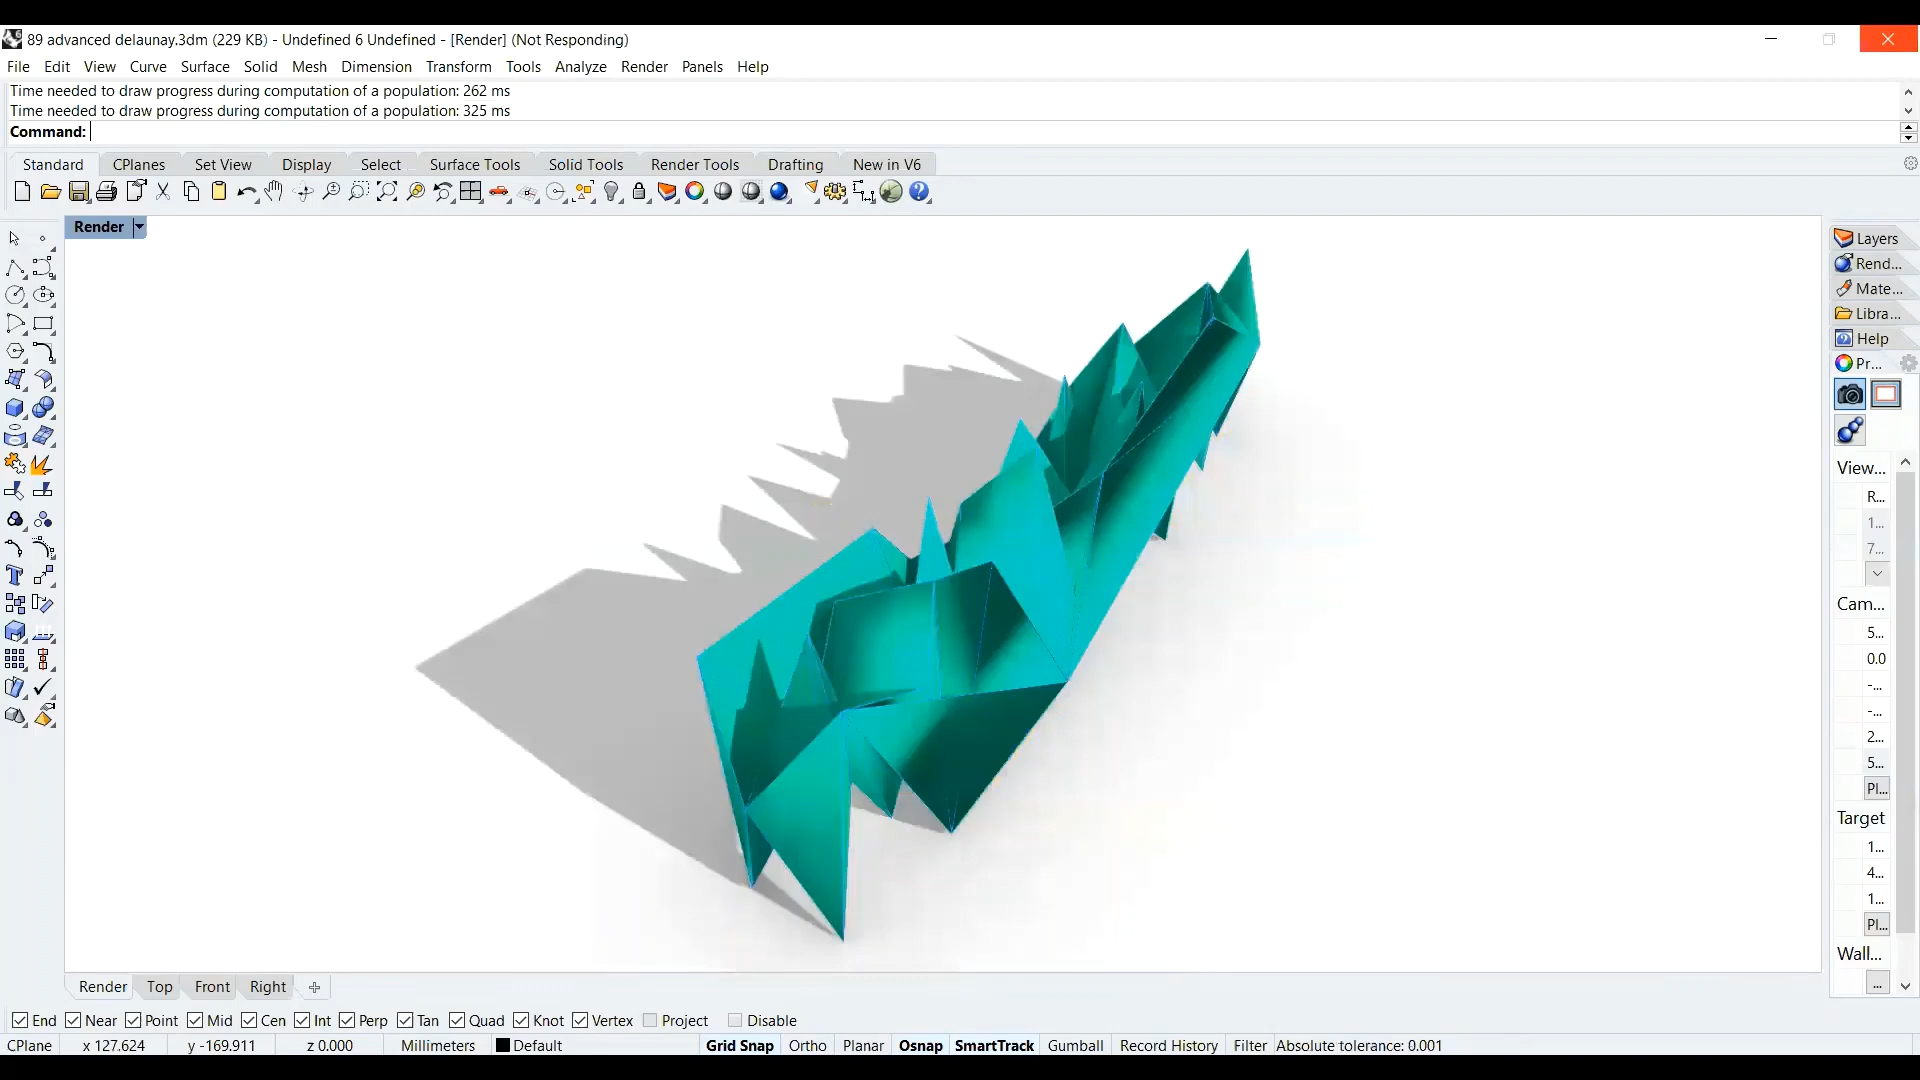 89 advanced delaunay.3dm (229 KB) - Undefined 6 Undefined - [Render] (Not Responding)
File Edit View Curve Surface Solid Mesh Dimension Transform Tools Analyze Render Panels Help
Time needed to draw progress during computation of a population: 262 ms
Time needed to draw progress during computation of a population: 325 ms
Command:
Standard CPlanes Set View Display Select Surface Tools Solid Tools Render Tools Drafting New in V6
Render
Layers
Rend...
Mate...
Libra...
Help
Pr...
View...
R...
1...
7...
Cam...
5...
0.0
-...
-...
2...
5...
Pl...
Target
1...
4...
1...
Pl...
Wall...
...
Render Top Front Right
End Near Point Mid Cen Int Perp Tan Quad Knot Vertex Project Disable
CPlane x 127.624 y -169.911 z 0.000 Millimeters Default Grid Snap Ortho Planar Osnap SmartTrack Gumball Record History Filter Absolute tolerance: 0.001